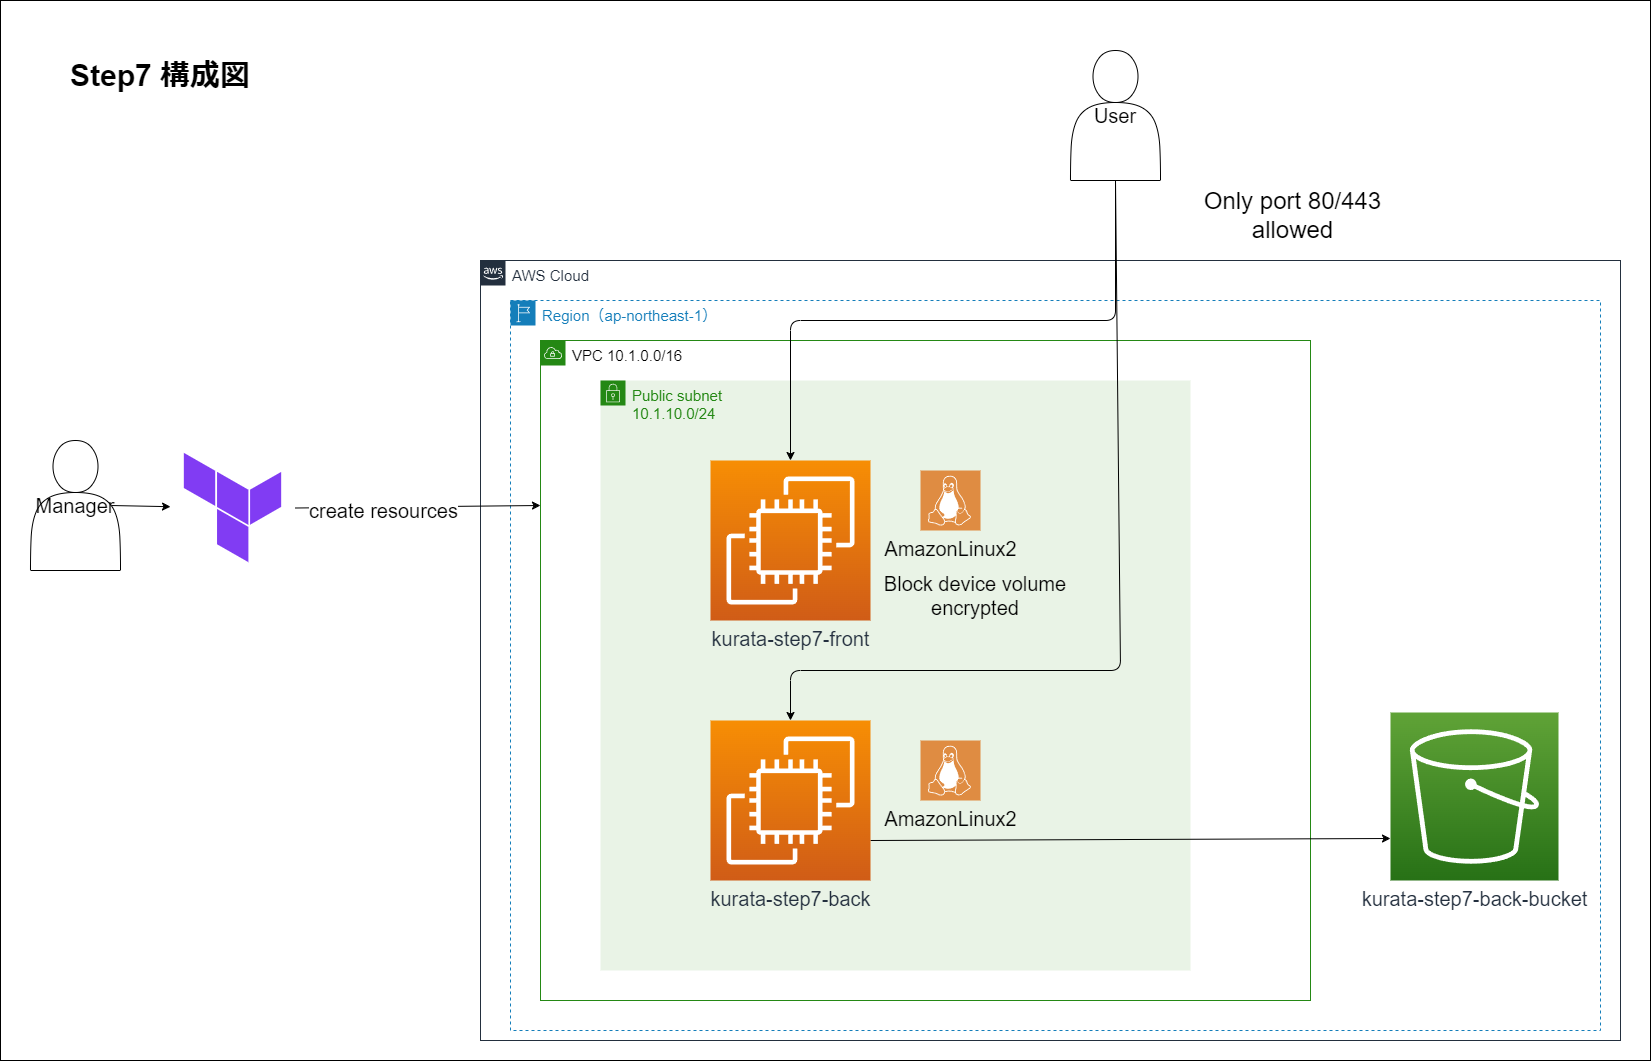 Step7 構成図
User
Only port 80/443
allowed
aws
AWS Cloud
Region（ap-northeast-1）
VPC 10.1.0.0/16
Public subnet
10.1.10.0/24
Manager
create resources
AmazonLinux2
Block device volume
encrypted
kurata-step7-front
AmazonLinux2
kurata-step7-back
kurata-step7-back-bucket